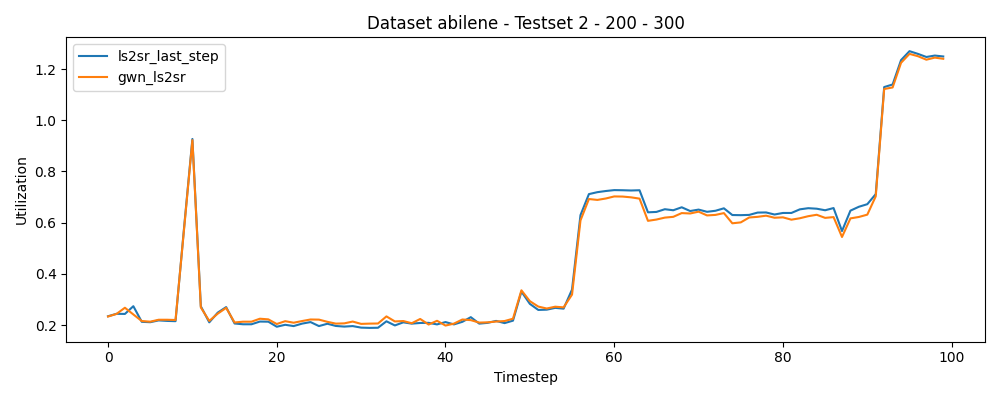 Dataset abilene - Testset 2 - 200 - 300
ls2sr_last_step
gwn_ls2sr
Utilization
1.2
1.0
0.8
0.6
0.4
0.2
0 20 40 60 80 100
Timestep